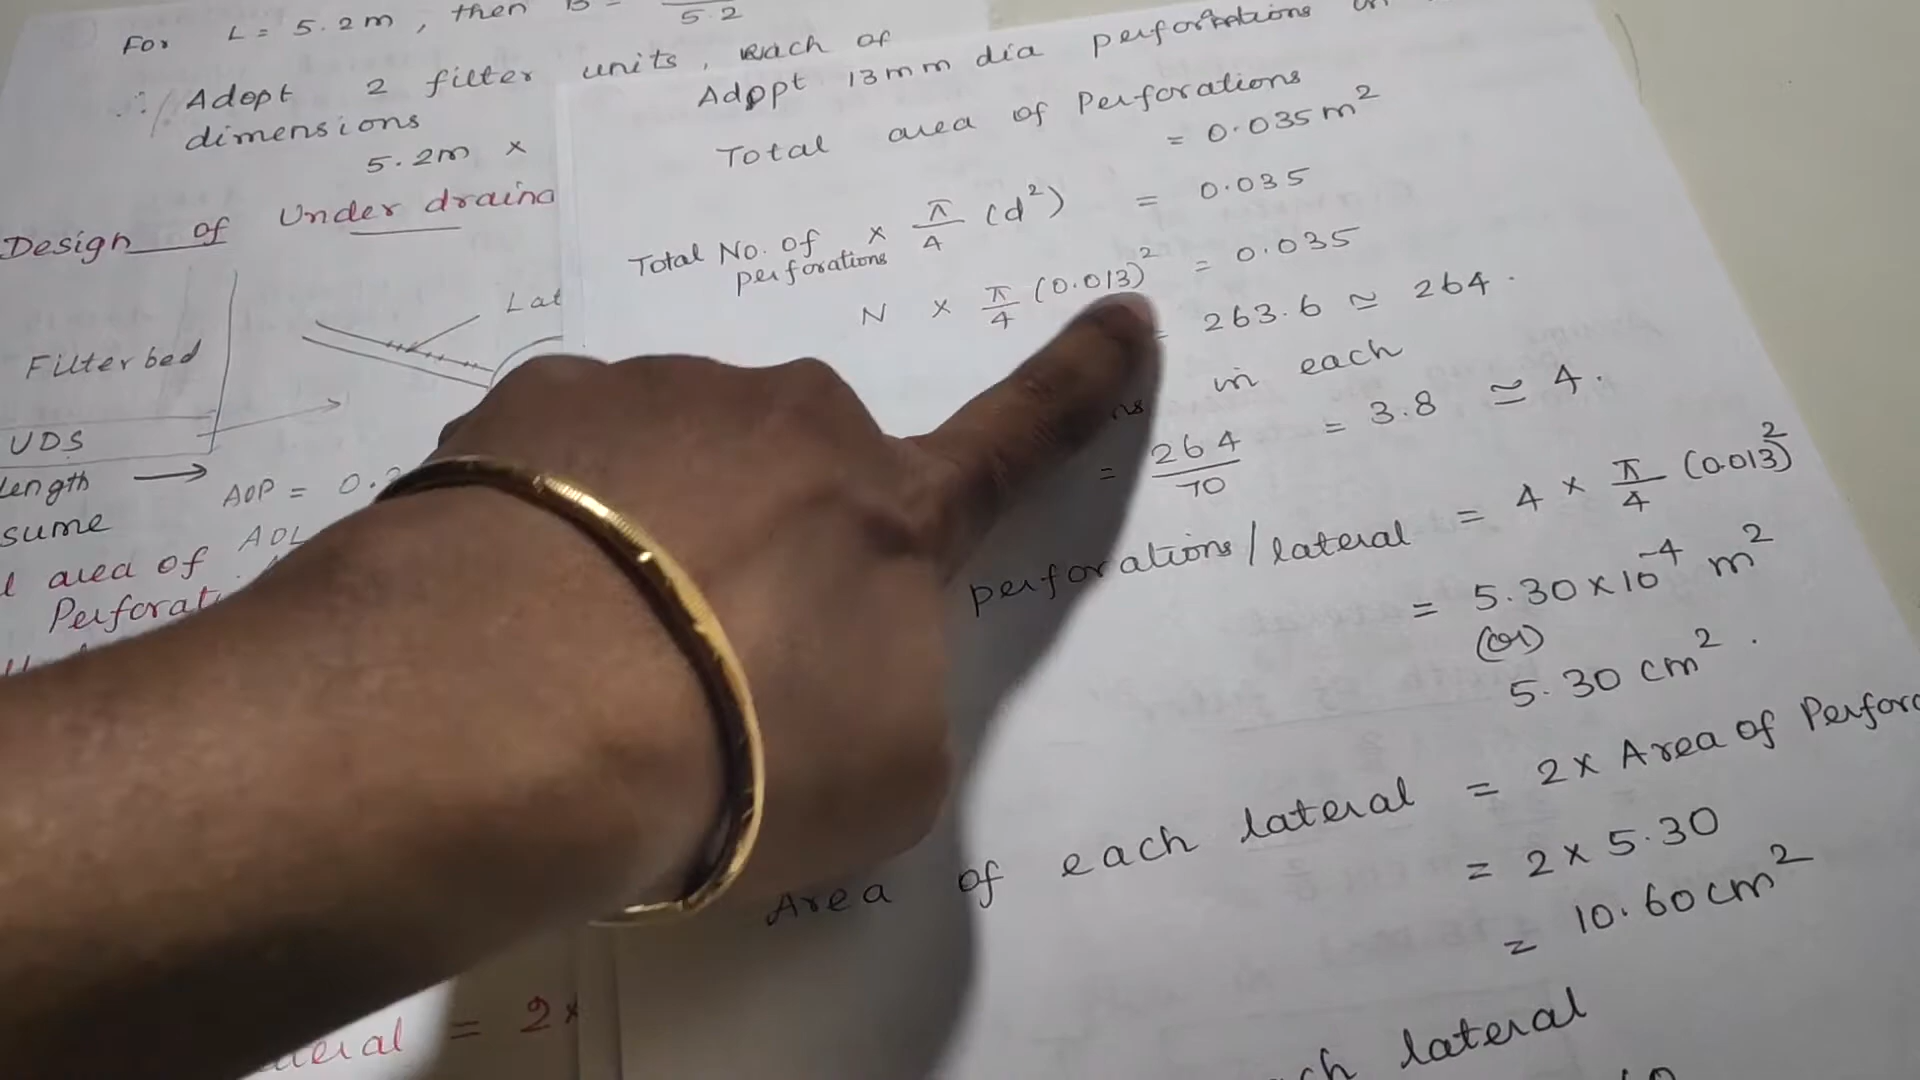 For L = 5.2m, then B =
5.2
∴ Adopt 2 filter units, each of
dimensions
5.2m ×
Design of Under draina
Lat
Filter bed
UDS
length →
AOP = 0.2
sume
AOL
l area of
Perforat
lateral = 2×
Adopt 13mm dia perforations in
Total area of Perforations
= 0.035 m²
Total No. of perforations × π/4 (d²) = 0.035
N × π/4 (0.013)² = 0.035
= 263.6 ≃ 264.
ns in each
= 264/70 = 3.8 ≃ 4.
perforations/lateral = 4 × π/4 (0.013)²
= 5.30×10⁻⁴ m²
(or)
5.30 cm².
Area of each lateral = 2× Area of Perfora
= 2×5.30
= 10.60 cm²
ch lateral